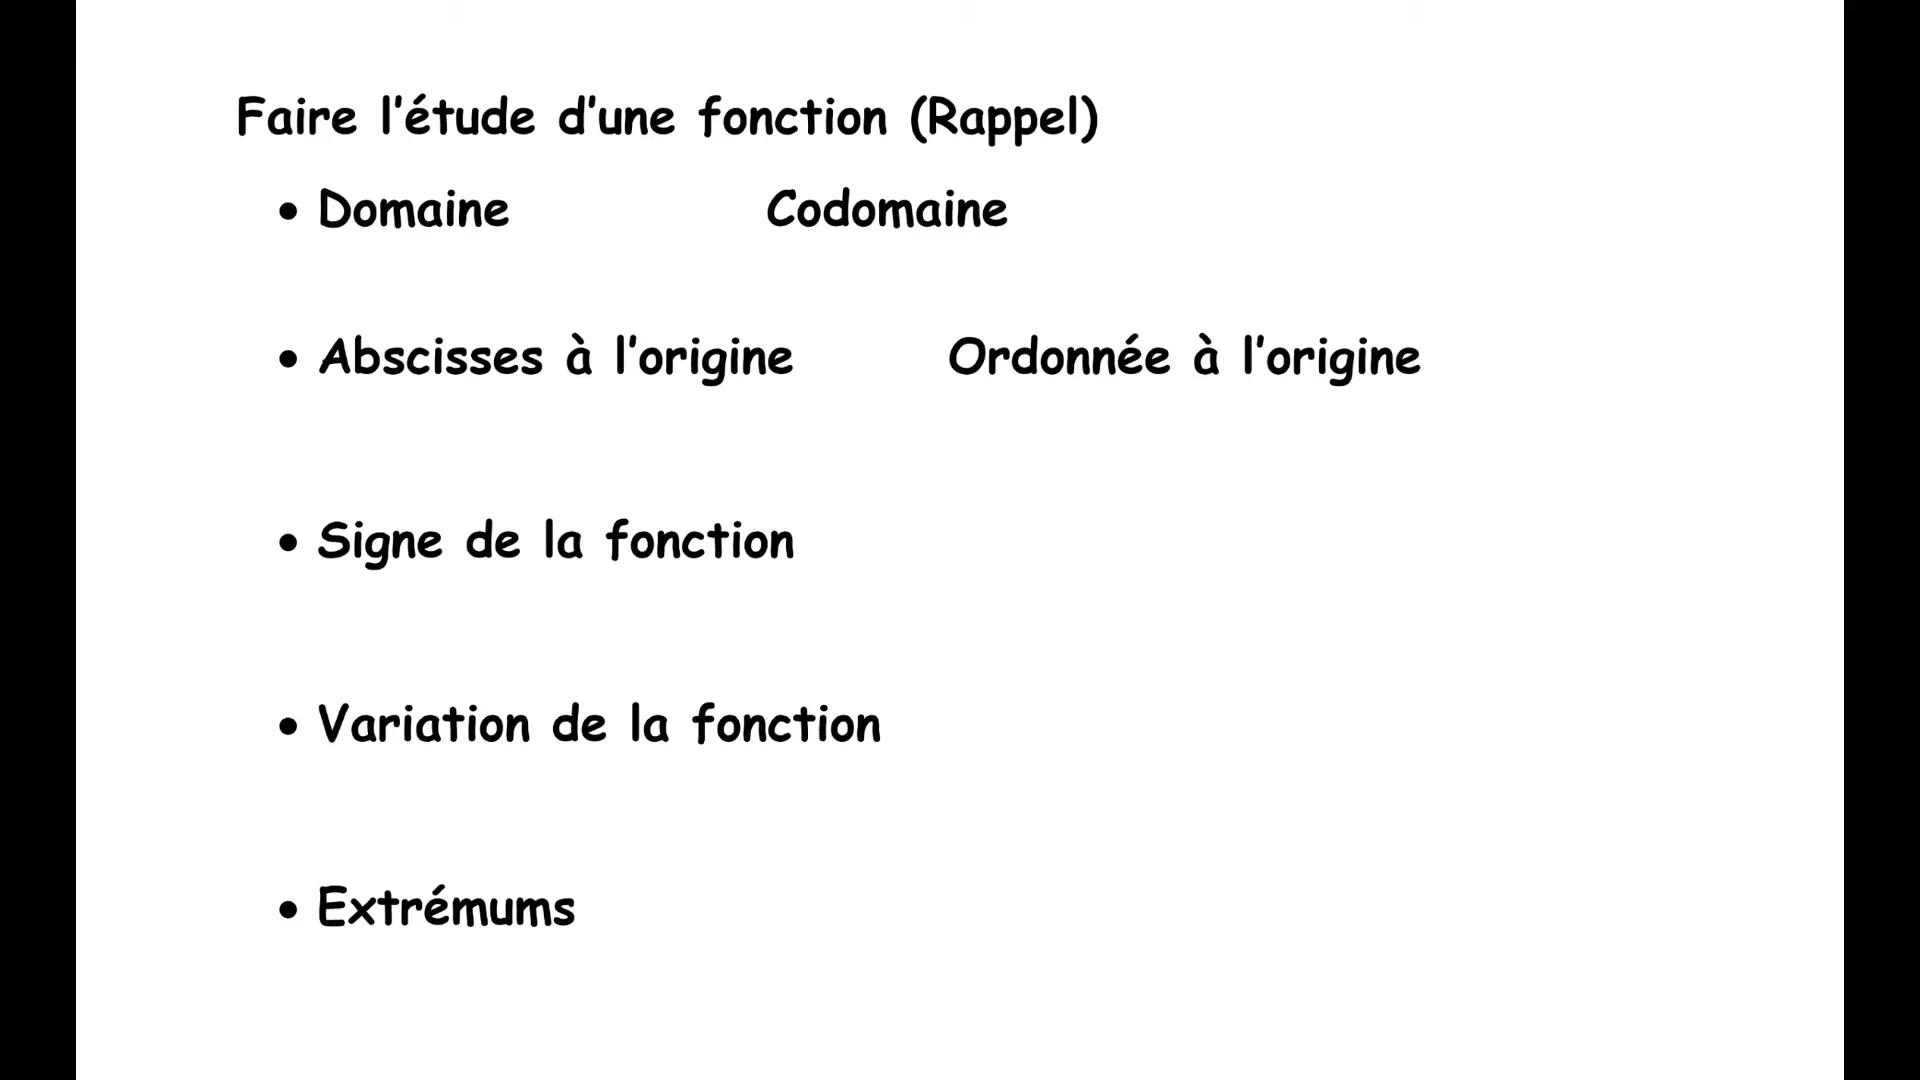 Faire l'étude d'une fonction (Rappel)
• Domaine Codomaine
• Abscisses à l'origine Ordonnée à l'origine
• Signe de la fonction
• Variation de la fonction
• Extrémums